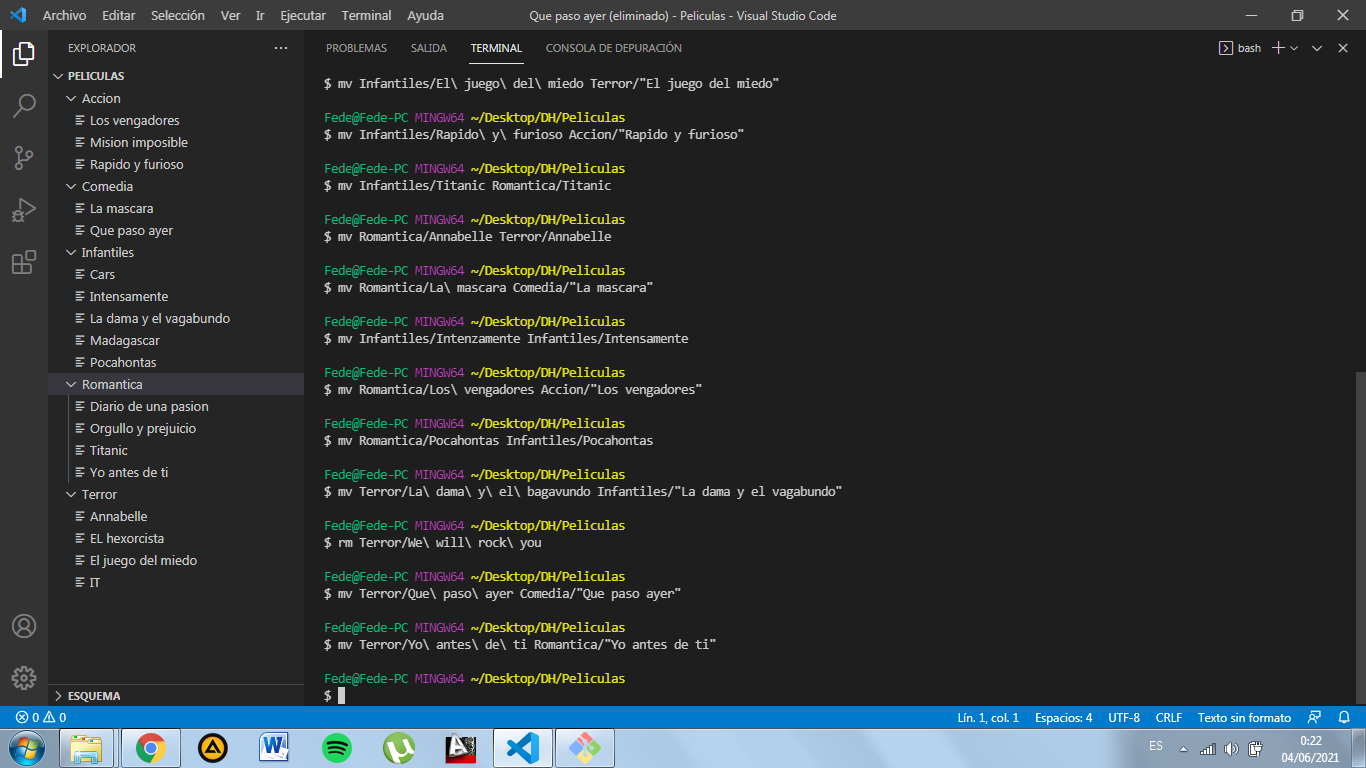 Archivo Editar Selección Ver Ir Ejecutar Terminal Ayuda Que paso ayer (eliminado) - Peliculas - Visual Studio Code
EXPLORADOR
PELICULAS
Accion
Los vengadores
Mision imposible
Rapido y furioso
Comedia
La mascara
Que paso ayer
Infantiles
Cars
Intensamente
La dama y el vagabundo
Madagascar
Pocahontas
Romantica
Diario de una pasion
Orgullo y prejuicio
Titanic
Yo antes de ti
Terror
Annabelle
EL hexorcista
El juego del miedo
IT
ESQUEMA
PROBLEMAS SALIDA TERMINAL CONSOLA DE DEPURACIÓN bash
$ mv Infantiles/El\ juego\ del\ miedo Terror/"El juego del miedo"
Fede@Fede-PC MINGW64 ~/Desktop/DH/Peliculas
$ mv Infantiles/Rapido\ y\ furioso Accion/"Rapido y furioso"
Fede@Fede-PC MINGW64 ~/Desktop/DH/Peliculas
$ mv Infantiles/Titanic Romantica/Titanic
Fede@Fede-PC MINGW64 ~/Desktop/DH/Peliculas
$ mv Romantica/Annabelle Terror/Annabelle
Fede@Fede-PC MINGW64 ~/Desktop/DH/Peliculas
$ mv Romantica/La\ mascara Comedia/"La mascara"
Fede@Fede-PC MINGW64 ~/Desktop/DH/Peliculas
$ mv Infantiles/Intenzamente Infantiles/Intensamente
Fede@Fede-PC MINGW64 ~/Desktop/DH/Peliculas
$ mv Romantica/Los\ vengadores Accion/"Los vengadores"
Fede@Fede-PC MINGW64 ~/Desktop/DH/Peliculas
$ mv Romantica/Pocahontas Infantiles/Pocahontas
Fede@Fede-PC MINGW64 ~/Desktop/DH/Peliculas
$ mv Terror/La\ dama\ y\ el\ bagavundo Infantiles/"La dama y el vagabundo"
Fede@Fede-PC MINGW64 ~/Desktop/DH/Peliculas
$ rm Terror/We\ will\ rock\ you
Fede@Fede-PC MINGW64 ~/Desktop/DH/Peliculas
$ mv Terror/Que\ paso\ ayer Comedia/"Que paso ayer"
Fede@Fede-PC MINGW64 ~/Desktop/DH/Peliculas
$ mv Terror/Yo\ antes\ de\ ti Romantica/"Yo antes de ti"
Fede@Fede-PC MINGW64 ~/Desktop/DH/Peliculas
$
0 0 Lín. 1, col. 1 Espacios: 4 UTF-8 CRLF Texto sin formato
ES 0:22
04/06/2021